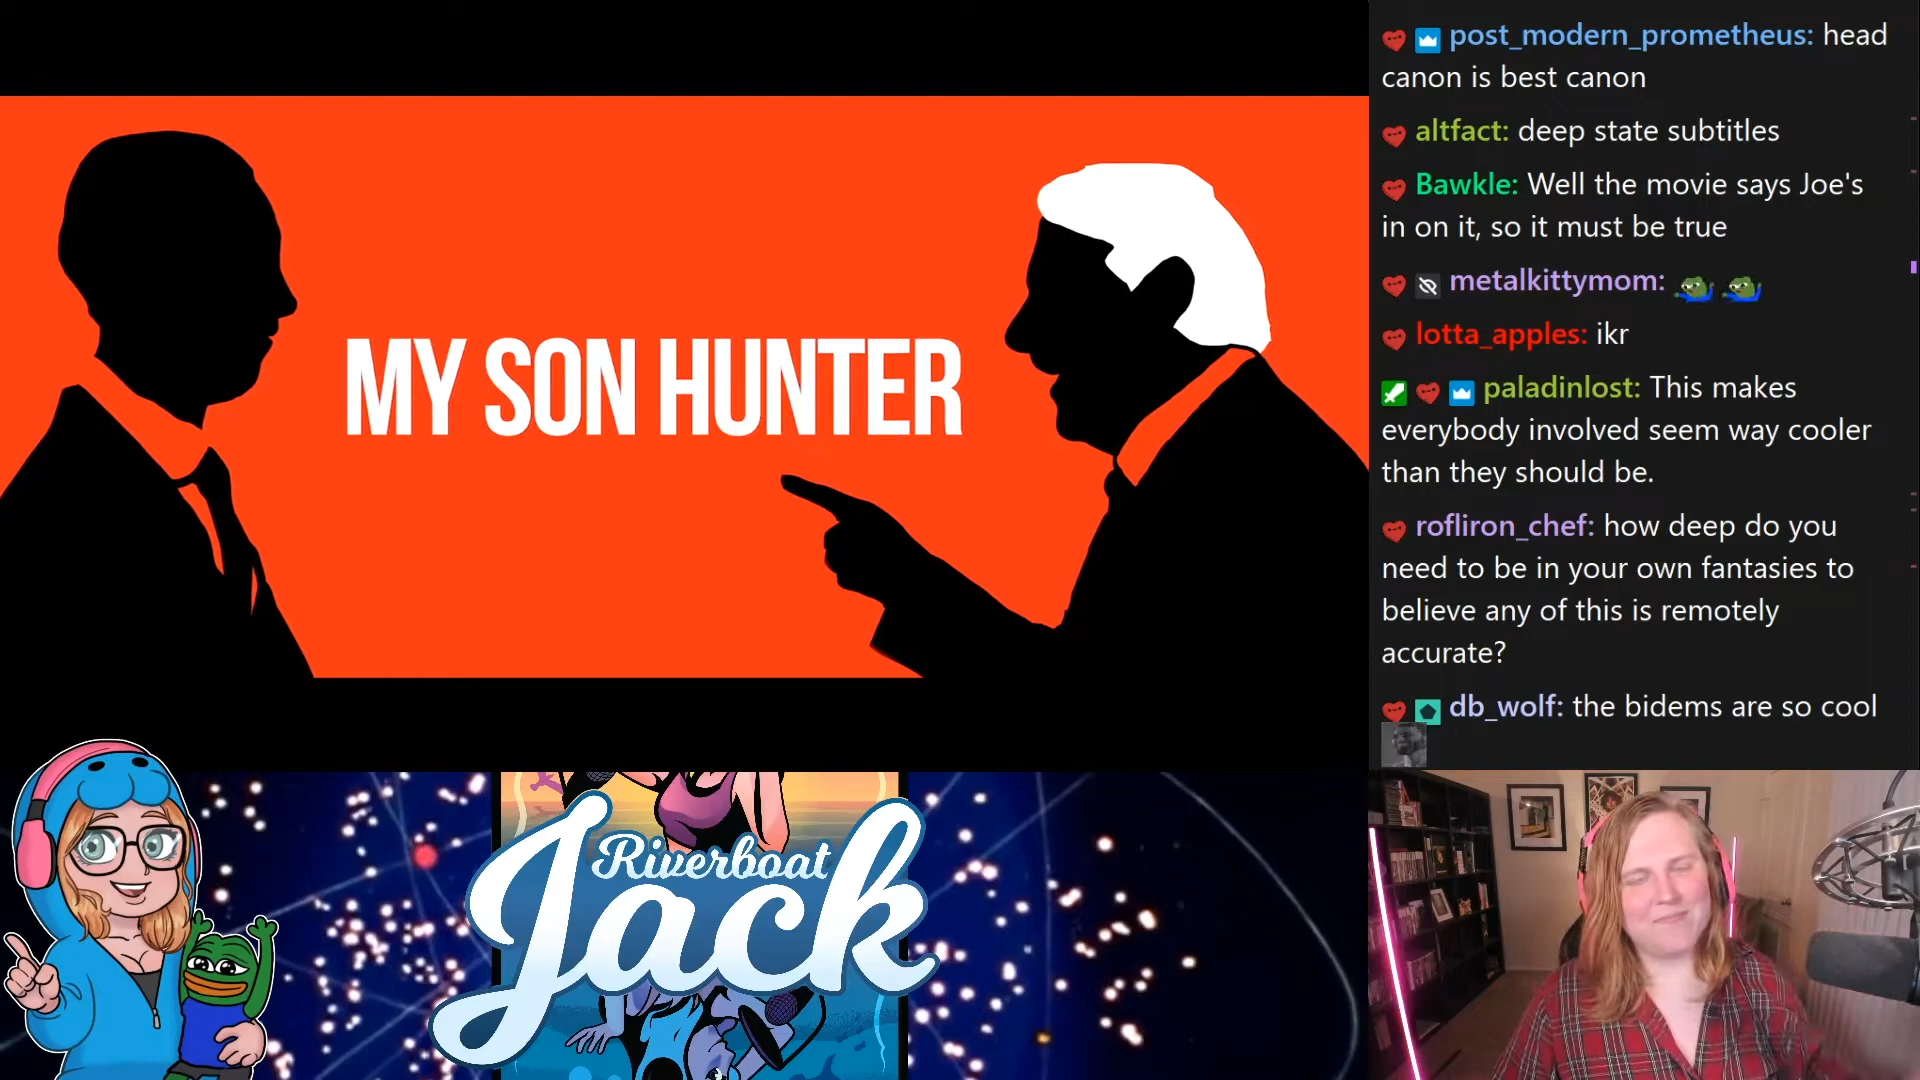 MY SON HUNTER
Riverboat
Jack
post_modern_prometheus: head
canon is best canon
altfact: deep state subtitles
Bawkle: Well the movie says Joe's
in on it, so it must be true
metalkittymom:
lotta_apples: ikr
paladinlost: This makes
everybody involved seem way cooler
than they should be.
rofliron_chef: how deep do you
need to be in your own fantasies to
believe any of this is remotely
accurate?
db_wolf: the bidems are so cool